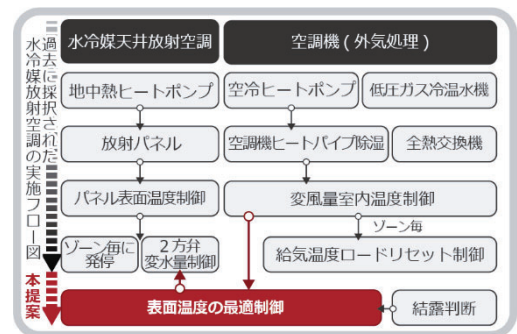 過去に採択された
水冷媒放射空調の実施フロー図
本提案
水冷媒天井放射空調
空調機(外気処理)
地中熱ヒートポンプ
空冷ヒートポンプ
低圧ガス冷温水機
放射パネル
空調機ヒートパイプ除湿
全熱交換機
パネル表面温度制御
変風量室内温度制御
ゾーン毎
ゾーン毎に
発停
2方弁
変水量制御
給気温度ロードリセット制御
表面温度の最適制御
結露判断